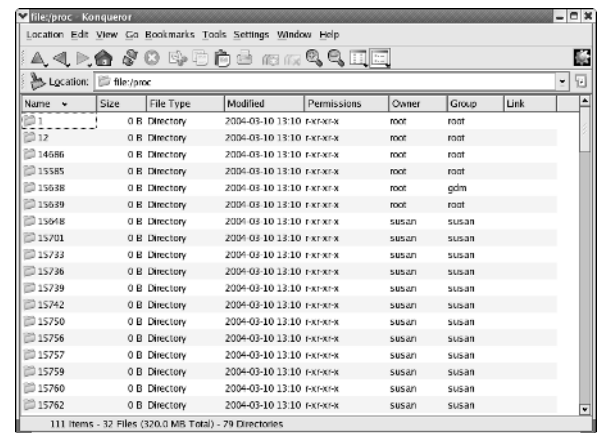 file:/proc - Konqueror
Location Edit View Go Bookmarks Tools Settings Window Help
Location: file:/proc
Name Size File Type Modified Permissions Owner Group Link
1 0 B Directory 2004-03-10 13:10 r-xr-xr-x root root
12 0 B Directory 2004-03-10 13:10 r-xr-xr-x root root
14686 0 B Directory 2004-03-10 13:10 r-xr-xr-x root root
15585 0 B Directory 2004-03-10 13:10 r-xr-xr-x root root
15638 0 B Directory 2004-03-10 13:10 r-xr-xr-x root gdm
15639 0 B Directory 2004-03-10 13:10 r-xr-xr-x root root
15648 0 B Directory 2004-03-10 13:10 r-xr-xr-x susan susan
15701 0 B Directory 2004-03-10 13:10 r-xr-xr-x susan susan
15733 0 B Directory 2004-03-10 13:10 r-xr-xr-x susan susan
15736 0 B Directory 2004-03-10 13:10 r-xr-xr-x susan susan
15739 0 B Directory 2004-03-10 13:10 r-xr-xr-x susan susan
15742 0 B Directory 2004-03-10 13:10 r-xr-xr-x susan susan
15750 0 B Directory 2004-03-10 13:10 r-xr-xr-x susan susan
15756 0 B Directory 2004-03-10 13:10 r-xr-xr-x susan susan
15757 0 B Directory 2004-03-10 13:10 r-xr-xr-x susan susan
15759 0 B Directory 2004-03-10 13:10 r-xr-xr-x susan susan
15760 0 B Directory 2004-03-10 13:10 r-xr-xr-x susan susan
15762 0 B Directory 2004-03-10 13:10 r-xr-xr-x susan susan
111 Items - 32 Files (320.0 MB Total) - 79 Directories